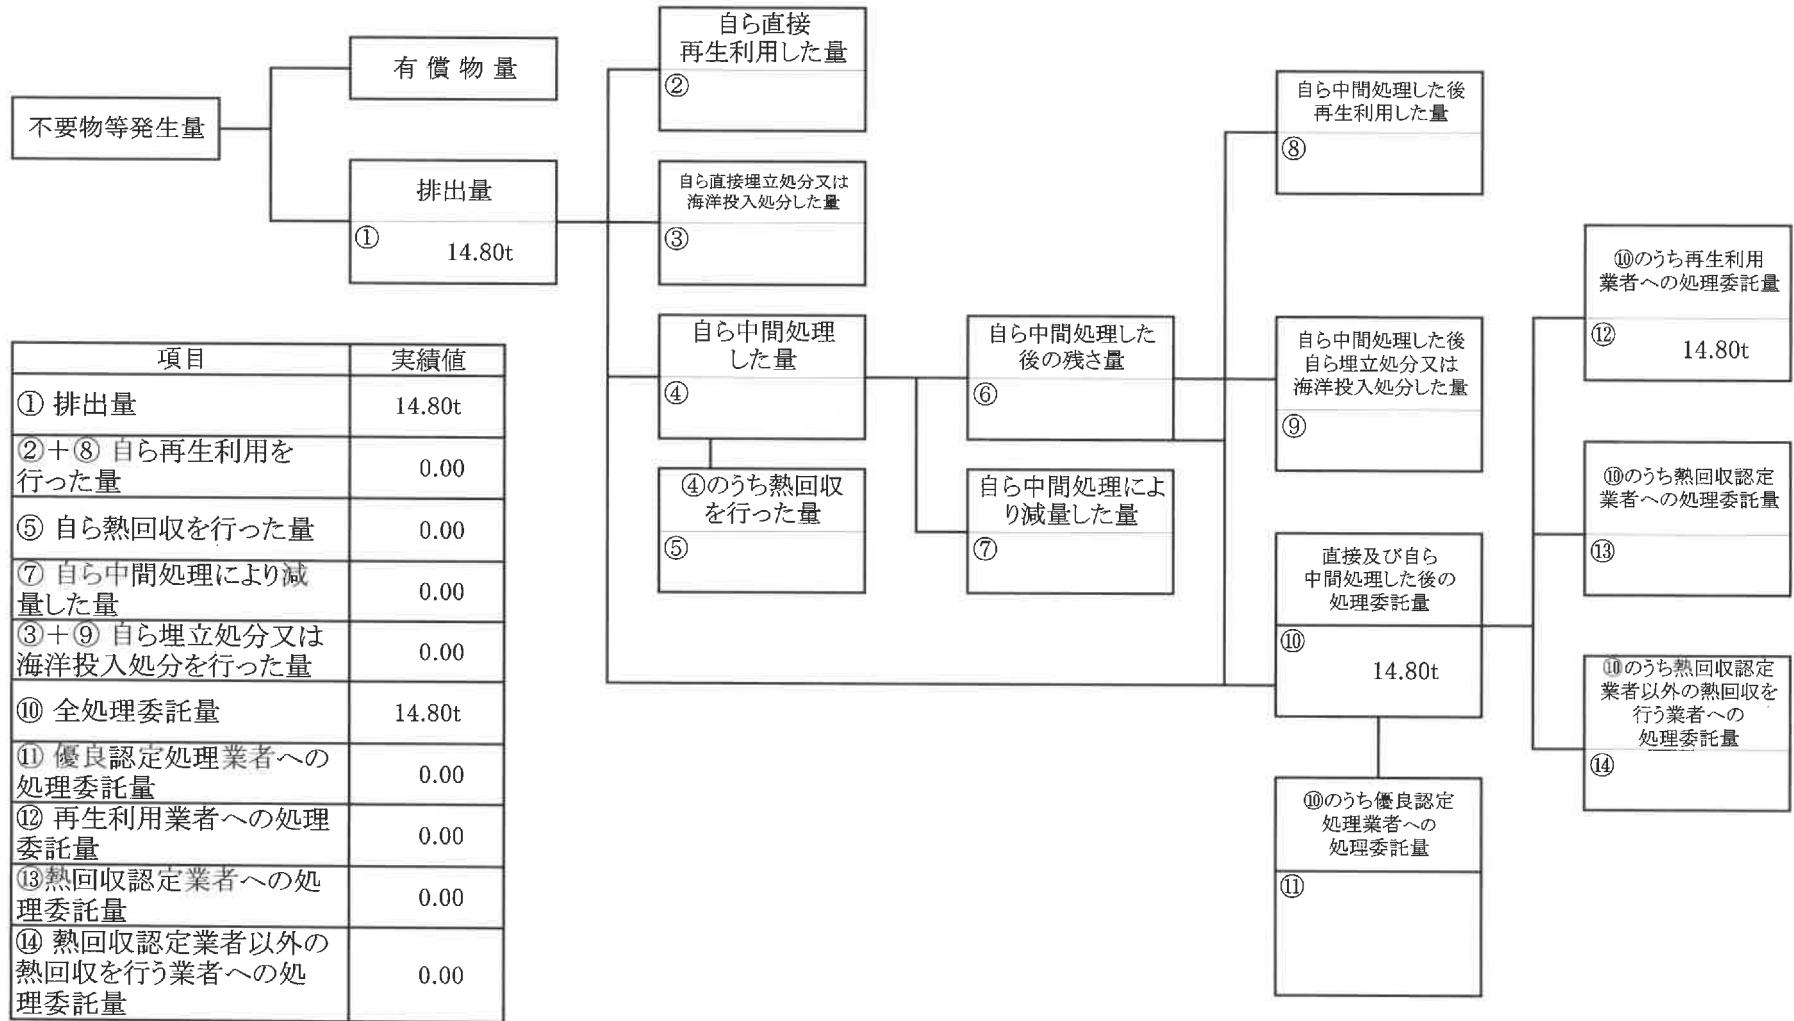 不要物等発生量
有償物量
排出量
①
14.80t
自ら直接
再生利用した量
②
自ら直接埋立処分又は
海洋投入処分した量
③
自ら中間処理
した量
④
④のうち熱回収
を行った量
⑤
自ら中間処理した
後の残さ量
⑥
自ら中間処理によ
り減量した量
⑦
自ら中間処理した後
再生利用した量
⑧
自ら中間処理した後
自ら埋立処分又は
海洋投入処分した量
⑨
直接及び自ら
中間処理した後の
処理委託量
⑩
14.80t
⑩のうち優良認定
処理業者への
処理委託量
⑪
⑩のうち再生利用
業者への処理委託量
⑫
14.80t
⑩のうち熱回収認定
業者への処理委託量
⑬
⑩のうち熱回収認定
業者以外の熱回収を
行う業者への
処理委託量
⑭
項目 実績値
① 排出量 14.80t
②+⑧ 自ら再生利用を
行った量 0.00
⑤ 自ら熱回収を行った量 0.00
⑦ 自ら中間処理により減
量した量 0.00
③+⑨ 自ら埋立処分又は
海洋投入処分を行った量 0.00
⑩ 全処理委託量 14.80t
⑪ 優良認定処理業者への
処理委託量 0.00
⑫ 再生利用業者への処理
委託量 0.00
⑬熱回収認定業者への処
理委託量 0.00
⑭ 熱回収認定業者以外の
熱回収を行う業者への処
理委託量 0.00